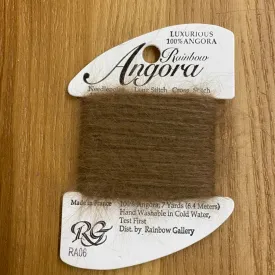 LUXURIOUS
100% ANGORA
Rainbow
Angora
Needlepoint Lace Stitch Cross Stitch
Made in France
100% Angora, 7 Yards (6.4 Meters)
Hand Washable in Cold Water,
Test First
Dist. by Rainbow Gallery
RG
RA06